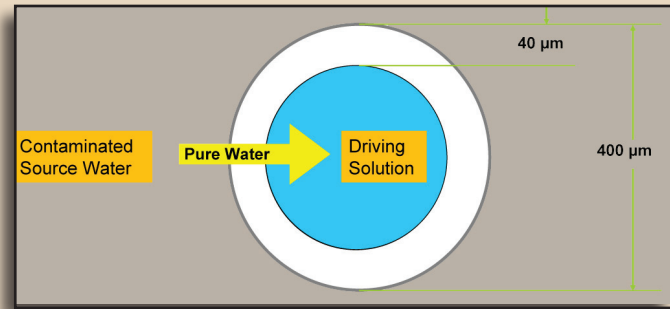 40 µm
Contaminated
Source Water
Pure Water
Driving
Solution
400 µm